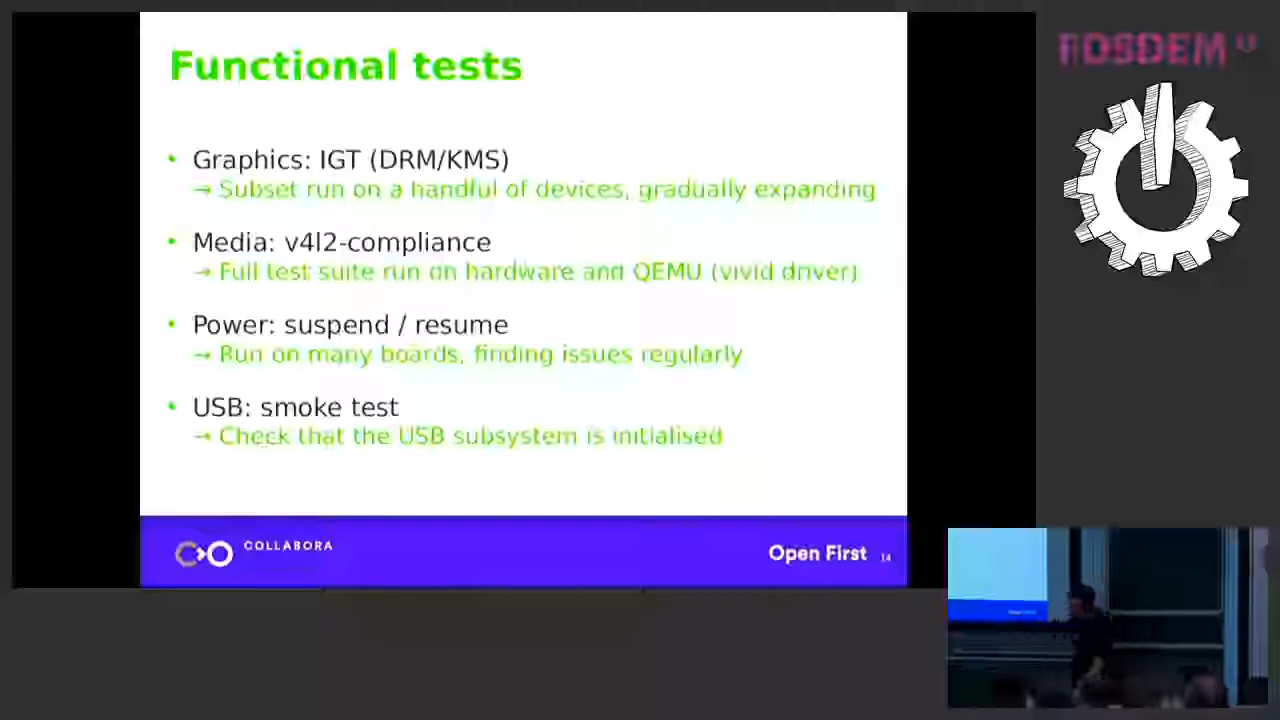 Functional tests
• Graphics: IGT (DRM/KMS)
→ Subset run on a handful of devices, gradually expanding
• Media: v4l2-compliance
→ Full test suite run on hardware and QEMU (vivid driver)
• Power: suspend / resume
→ Run on many boards, finding issues regularly
• USB: smoke test
→ Check that the USB subsystem is initialised
COLLABORA
Open First 14
FOSDEM